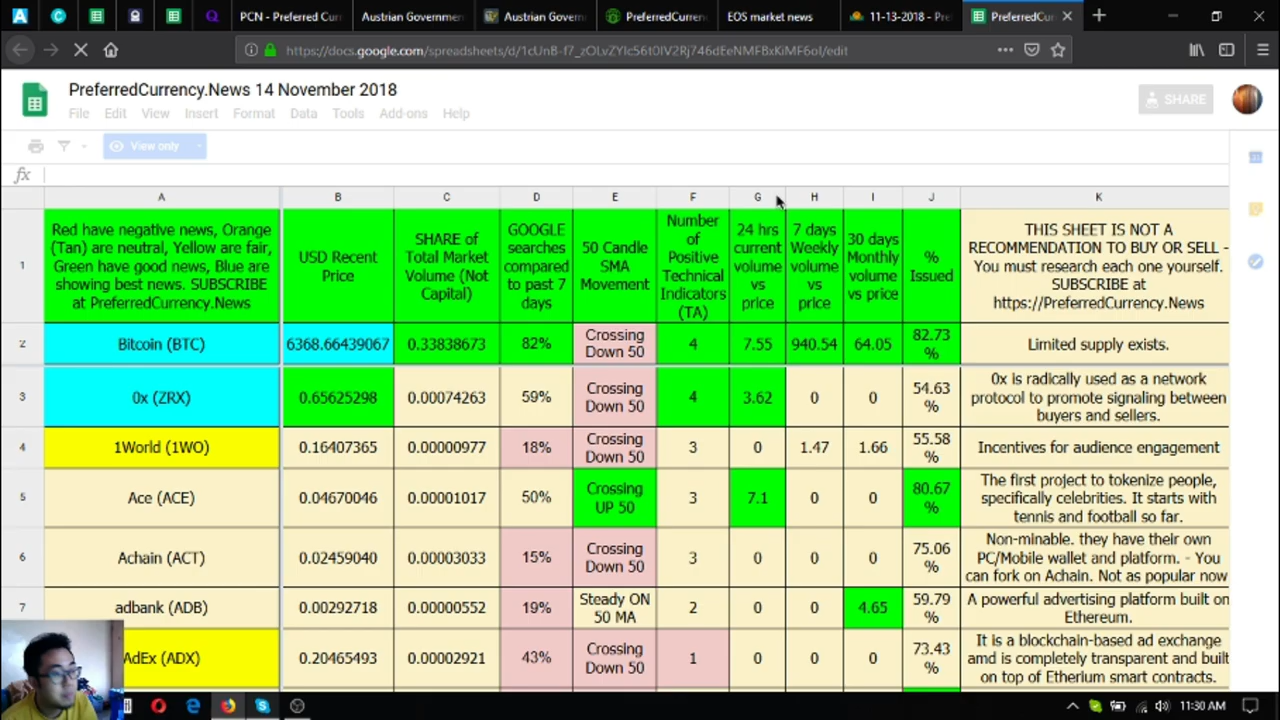 PCN - Preferred Curr
Austrian Governmen
Austrian Govern
PreferredCurren
EOS market news
11-13-2018 - Pre
PreferredCur
https://docs.google.com/spreadsheets/d/
/edit
PreferredCurrency.News 14 November 2018
SHARE
File Edit View Insert Format Data Tools Add-ons Help
View only
fx
A B C D E F G H I J K
1
Red have negative news, Orange
(Tan) are neutral, Yellow are fair,
Green have good news, Blue are
showing best news. SUBSCRIBE
at PreferredCurrency.News
USD Recent
Price
SHARE of
Total Market
Volume (Not
Capital)
GOOGLE
searches
compared
to past 7
days
50 Candle
SMA
Movement
Number
of
Positive
Technical
Indicators
(TA)
24 hrs
current
volume
vs
price
7 days
Weekly
volume
vs
price
30 days
Monthly
volume
vs price
%
Issued
THIS SHEET IS NOT A
RECOMMENDATION TO BUY OR SELL -
You must research each one yourself.
SUBSCRIBE at
https://PreferredCurrency.News
2
Bitcoin (BTC)
6368.66439067
0.33838673
82%
Crossing
Down 50
4
7.55
940.54
64.05
82.73
%
Limited supply exists.
3
0x (ZRX)
0.65625298
0.00074263
59%
Crossing
Down 50
4
3.62
0
0
54.63
%
0x is radically used as a network
protocol to promote signaling between
buyers and sellers.
4
1World (1WO)
0.16407365
0.00000977
18%
Crossing
Down 50
3
0
1.47
1.66
55.58
%
Incentives for audience engagement
5
Ace (ACE)
0.04670046
0.00001017
50%
Crossing
UP 50
3
7.1
0
0
80.67
%
The first project to tokenize people,
specifically celebrities. It starts with
tennis and football so far.
6
Achain (ACT)
0.02459040
0.00003033
15%
Crossing
Down 50
3
0
0
0
75.06
%
Non-minable. they have their own
PC/Mobile wallet and platform. - You
can fork on Achain. Not as popular now
7
adbank (ADB)
0.00292718
0.00000552
19%
Steady ON
50 MA
2
0
0
4.65
59.79
%
A powerful advertising platform built on
Ethereum.
AdEx (ADX)
0.20465493
0.00002921
43%
Crossing
Down 50
1
0
0
0
73.43
%
It is a blockchain-based ad exchange
amd is completely transparent and built
on top of Etherlum smart contracts.
11:30 AM